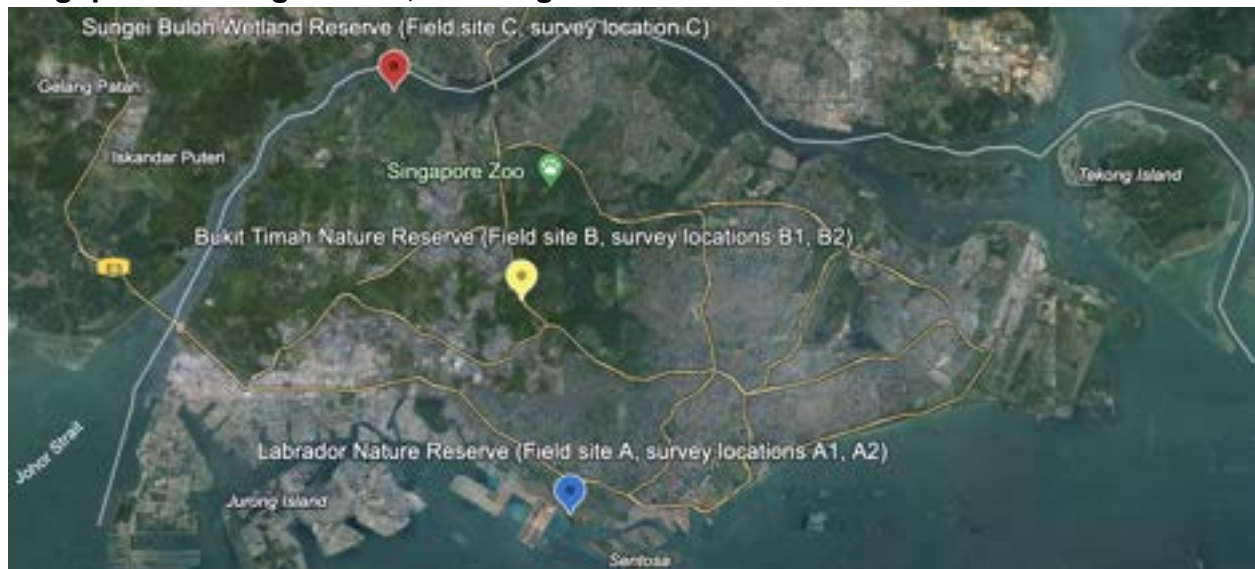 Sungei Buloh Wetland Reserve (Field site C, survey location C)
Gelang Patah
Iskandar Puteri
Singapore Zoo
Tekong Island
Bukit Timah Nature Reserve (Field site B, survey locations B1, B2)
Johor Strait
Labrador Nature Reserve (Field site A, survey locations A1, A2)
Jurong Island
Sentosa